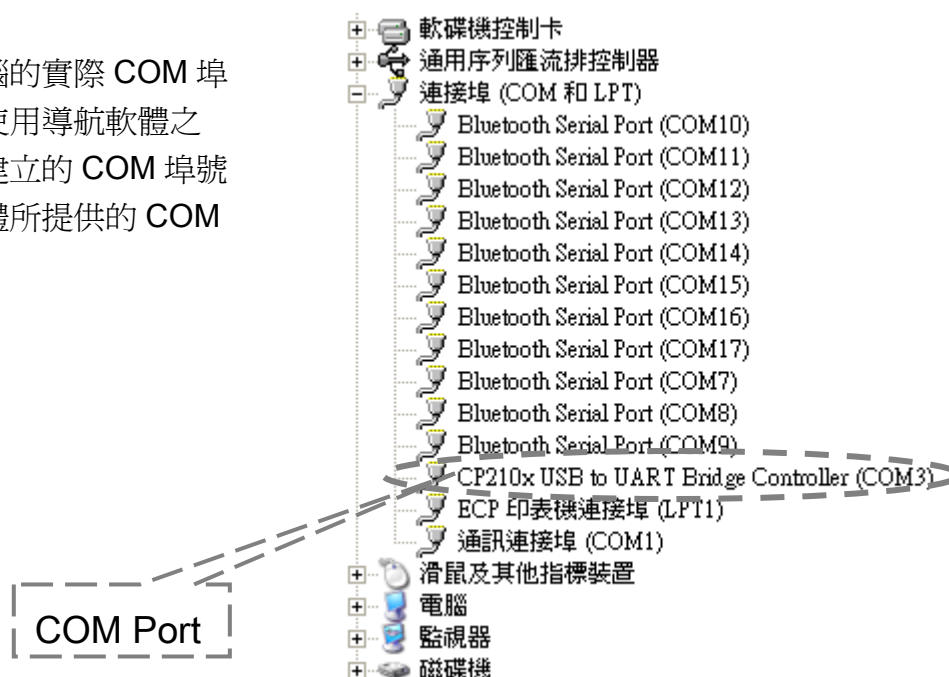 腦的實際 COM 埠
使用導航軟體之
建立的 COM 埠號
體所提供的 COM
軟碟機控制卡
通用序列匯流排控制器
連接埠 (COM 和 LPT)
Bluetooth Serial Port (COM10)
Bluetooth Serial Port (COM11)
Bluetooth Serial Port (COM12)
Bluetooth Serial Port (COM13)
Bluetooth Serial Port (COM14)
Bluetooth Serial Port (COM15)
Bluetooth Serial Port (COM16)
Bluetooth Serial Port (COM17)
Bluetooth Serial Port (COM7)
Bluetooth Serial Port (COM8)
Bluetooth Serial Port (COM9)
CP210x USB to UART Bridge Controller (COM3)
ECP 印表機連接埠 (LPT1)
通訊連接埠 (COM1)
滑鼠及其他指標裝置
電腦
監視器
磁碟機
COM Port